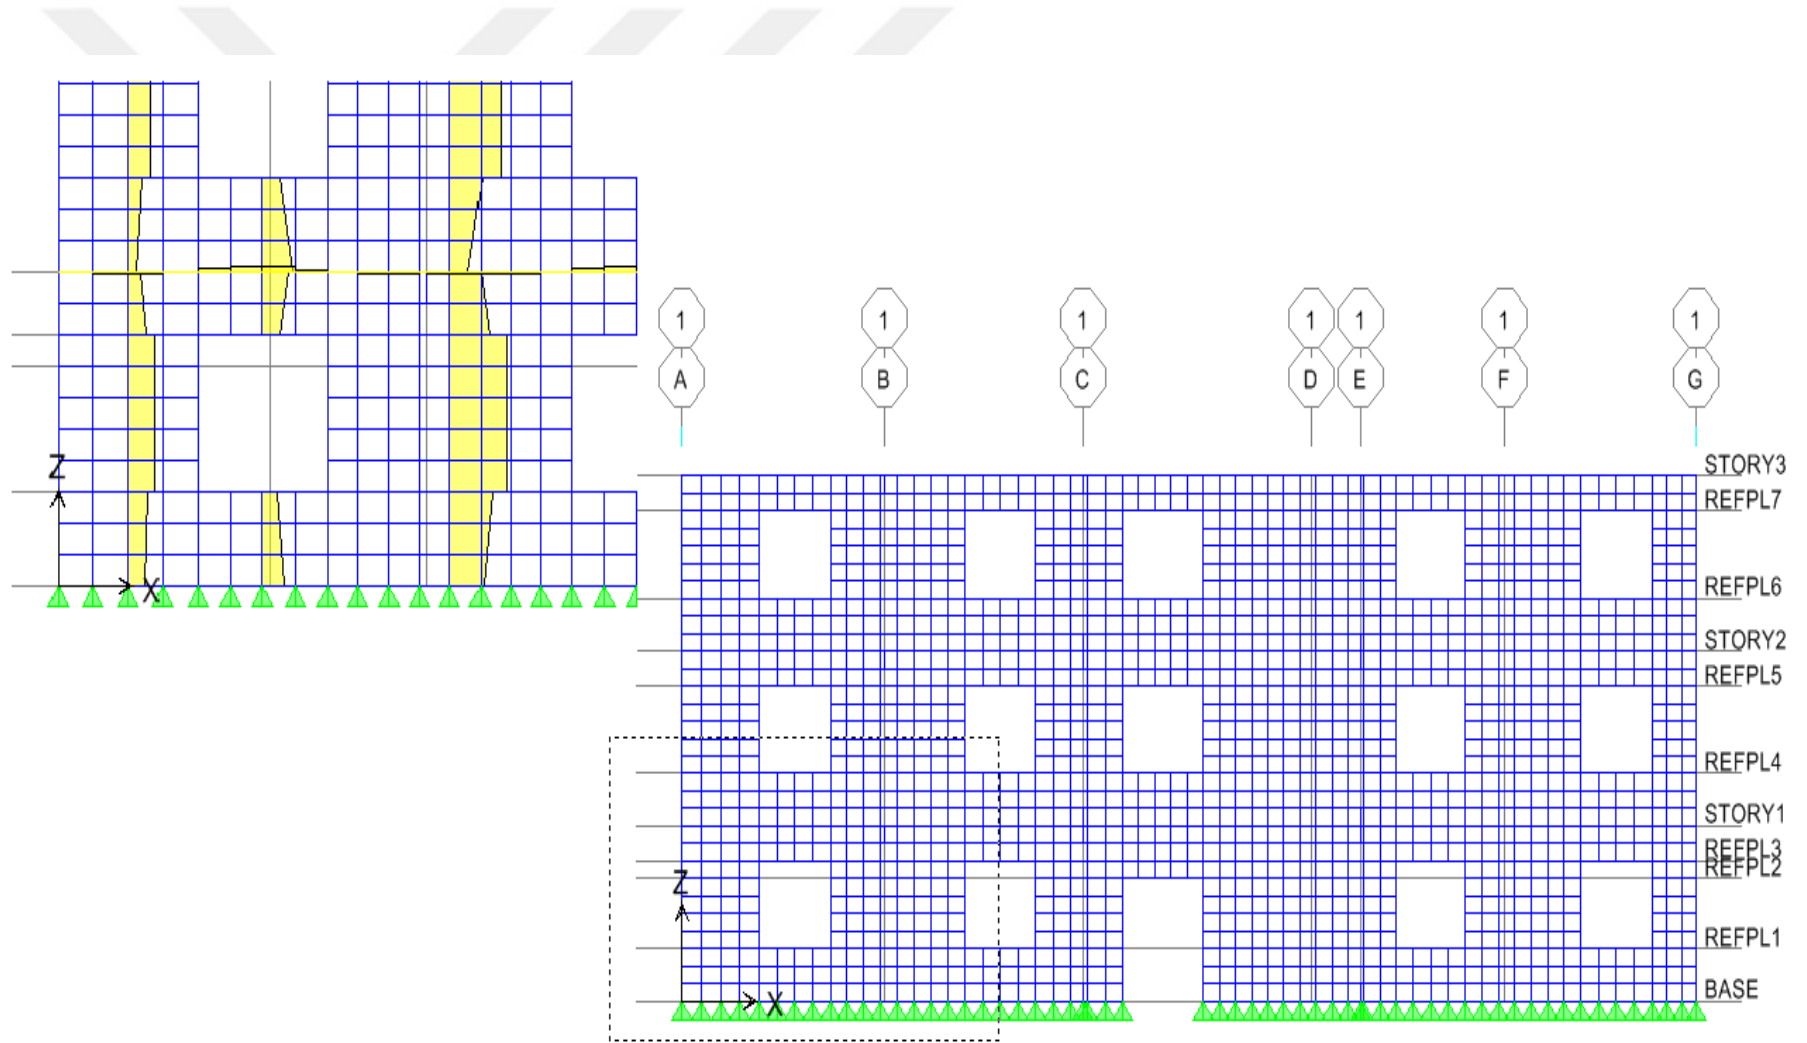 Z
X
1 1 1 1 1 1 1
A B C D E F G
STORY3
REFPL7
REFPL6
STORY2
REFPL5
REFPL4
STORY1
REFPL3
REFPL2
Z
REFPL1
BASE
X